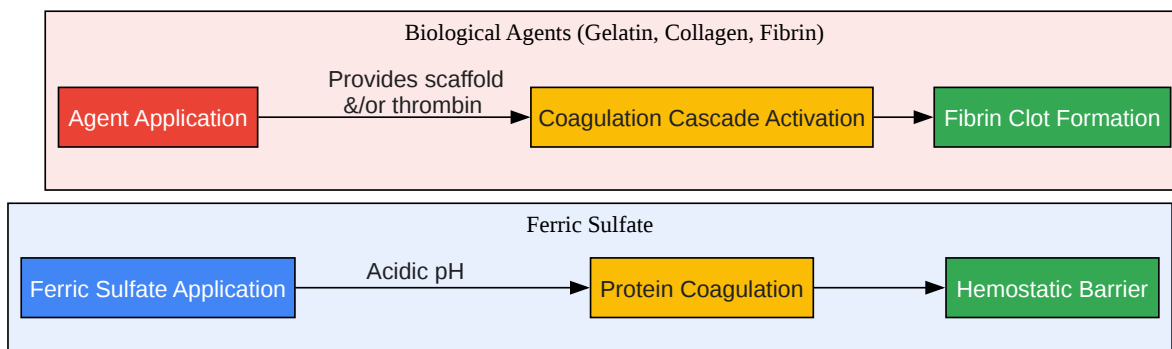 Biological Agents (Gelatin, Collagen, Fibrin)
Provides scaffold
&/or thrombin
Agent Application
Coagulation Cascade Activation
Fibrin Clot Formation
Ferric Sulfate
Acidic pH
Ferric Sulfate Application
Protein Coagulation
Hemostatic Barrier